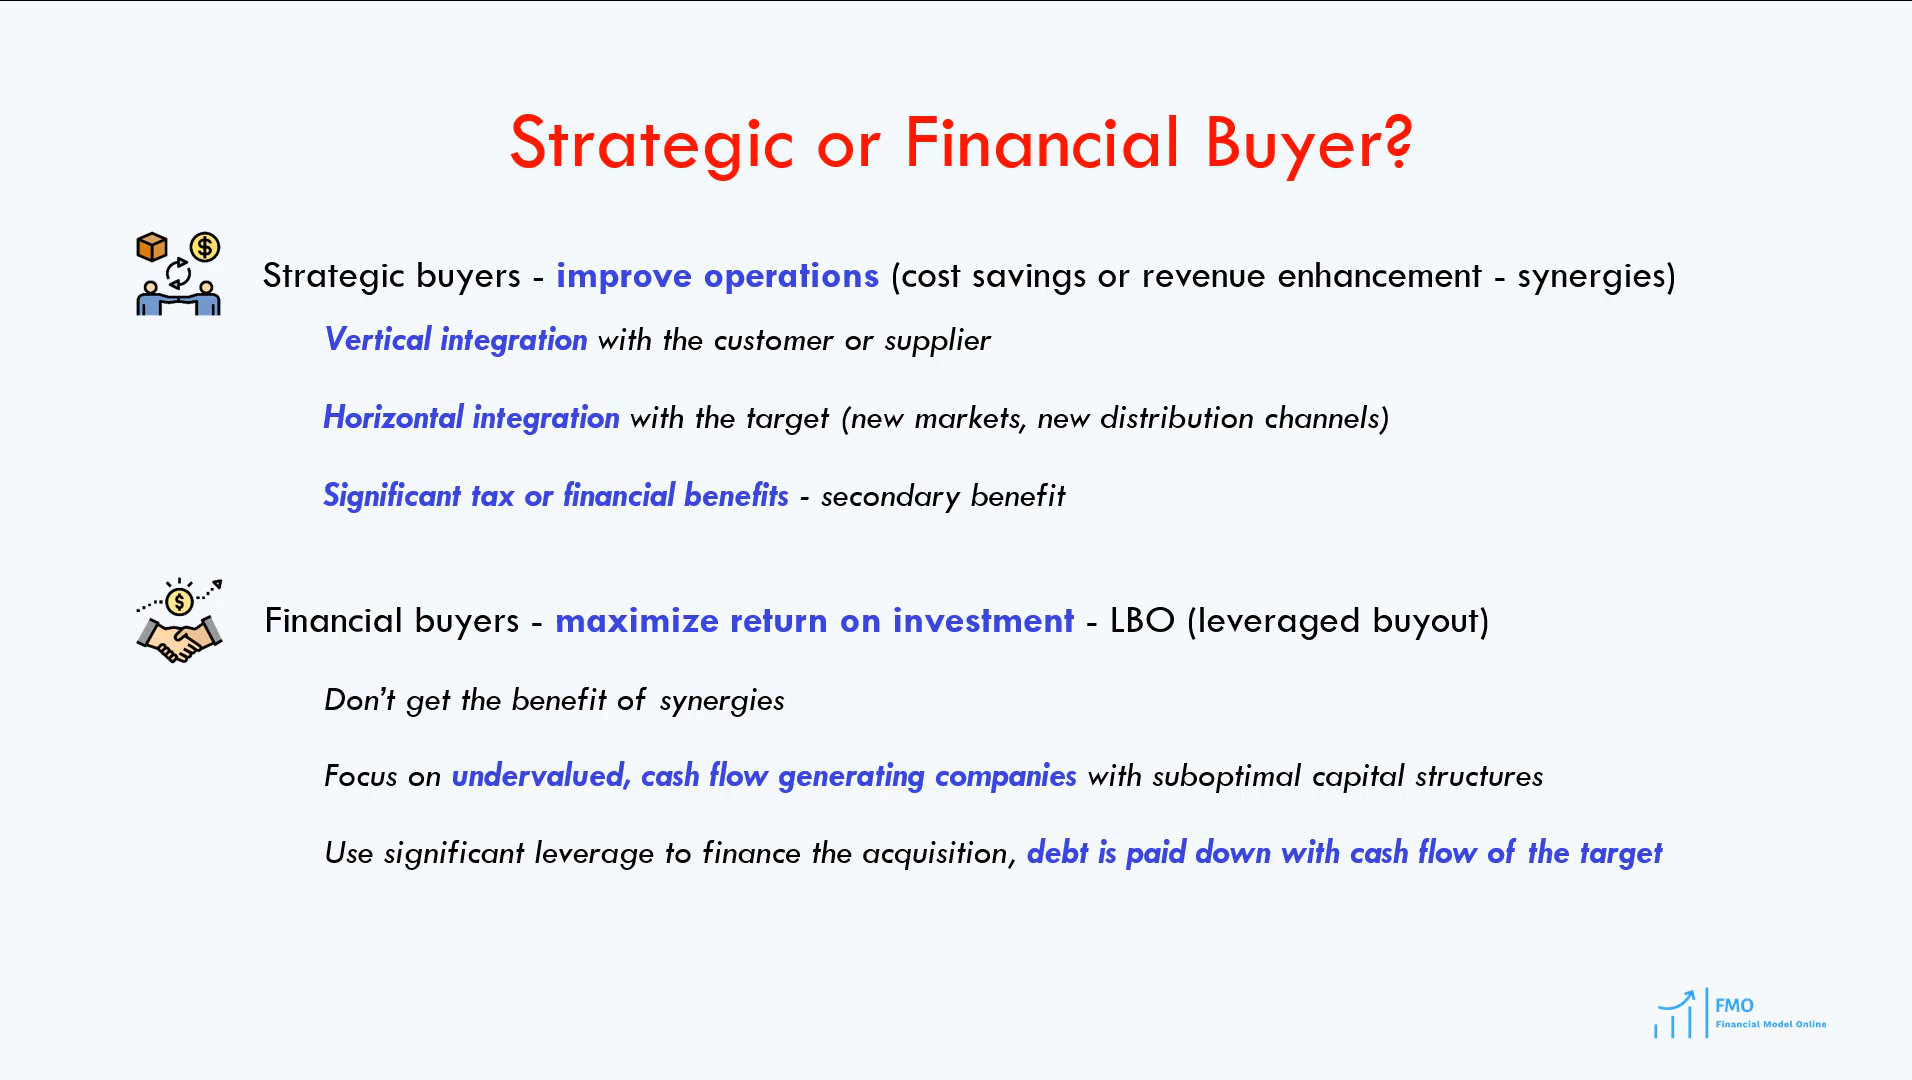 Strategic or Financial Buyer?
Strategic buyers - improve operations (cost savings or revenue enhancement - synergies)
Vertical integration with the customer or supplier
Horizontal integration with the target (new markets, new distribution channels)
Significant tax or financial benefits - secondary benefit
Financial buyers - maximize return on investment - LBO (leveraged buyout)
Don’t get the benefit of synergies
Focus on undervalued, cash flow generating companies with suboptimal capital structures
Use significant leverage to finance the acquisition, debt is paid down with cash flow of the target
FMO
Financial Model Online